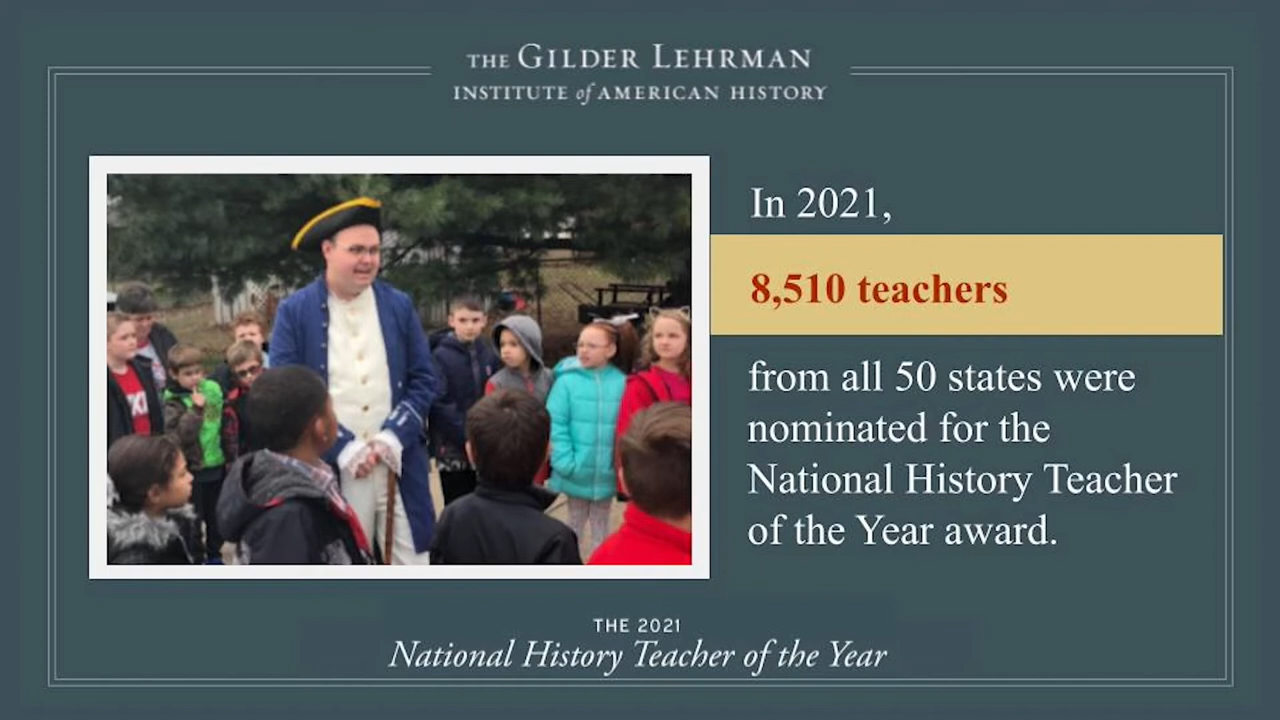 THE GILDER LEHRMAN
INSTITUTE of AMERICAN HISTORY
In 2021,
8,510 teachers
from all 50 states were
nominated for the
National History Teacher
of the Year award.
THE 2021
National History Teacher of the Year